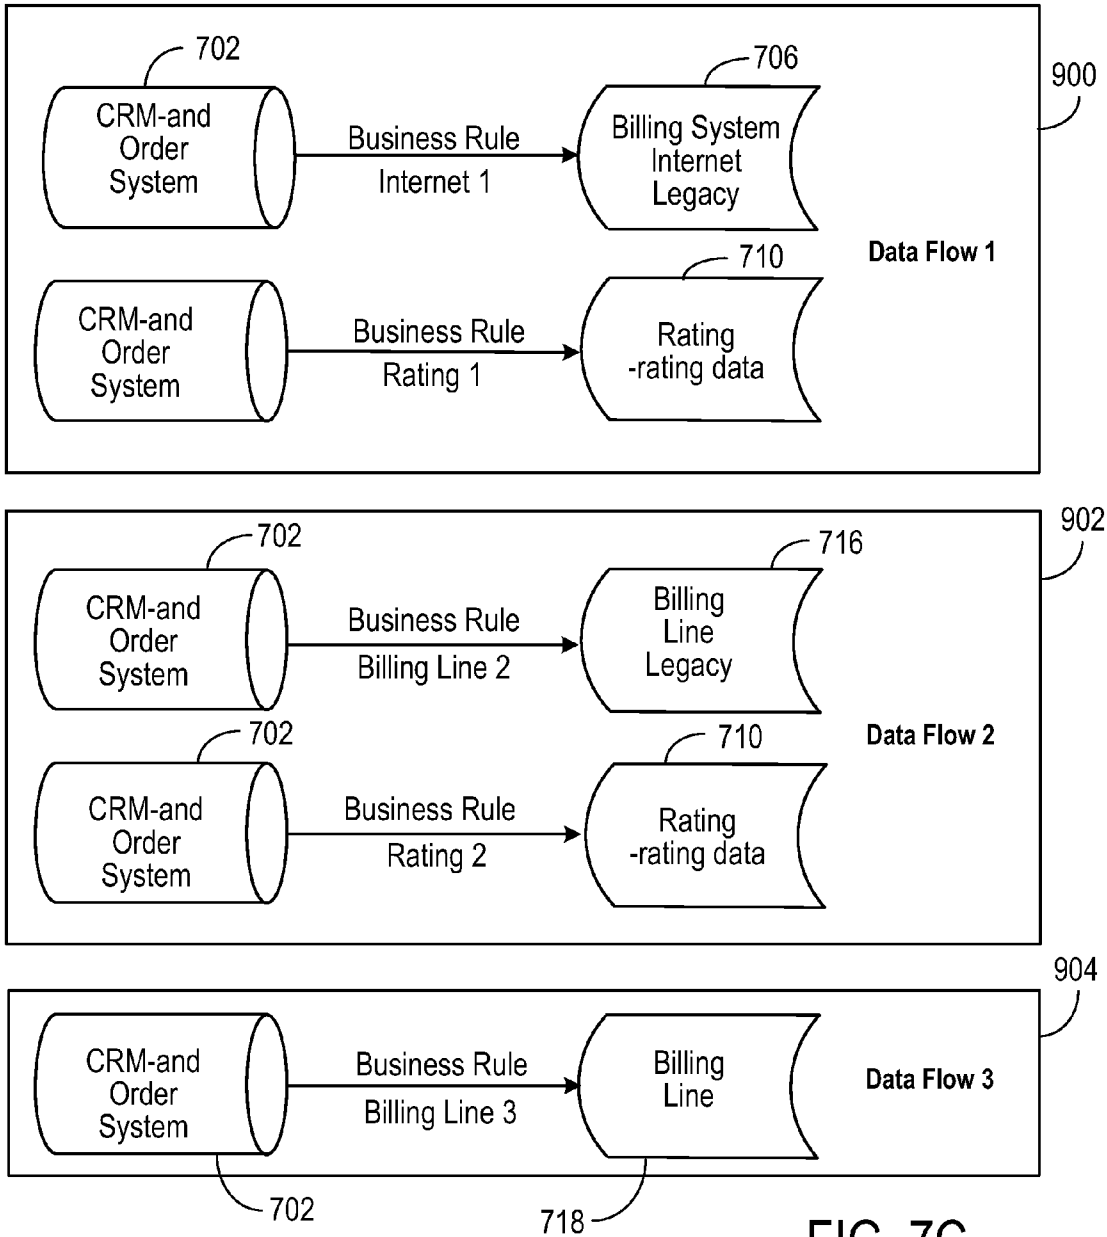 702
CRM-and
Order
System
Business Rule
Internet 1
706
Billing System
Internet
Legacy
900
Data Flow 1
CRM-and
Order
System
Business Rule
Rating 1
710
Rating
-rating data
902
702
CRM-and
Order
System
Business Rule
Billing Line 2
716
Billing
Line
Legacy
Data Flow 2
702
CRM-and
Order
System
Business Rule
Rating 2
710
Rating
-rating data
904
CRM-and
Order
System
Business Rule
Billing Line 3
Billing
Line
Data Flow 3
702
718
FIG. 7C